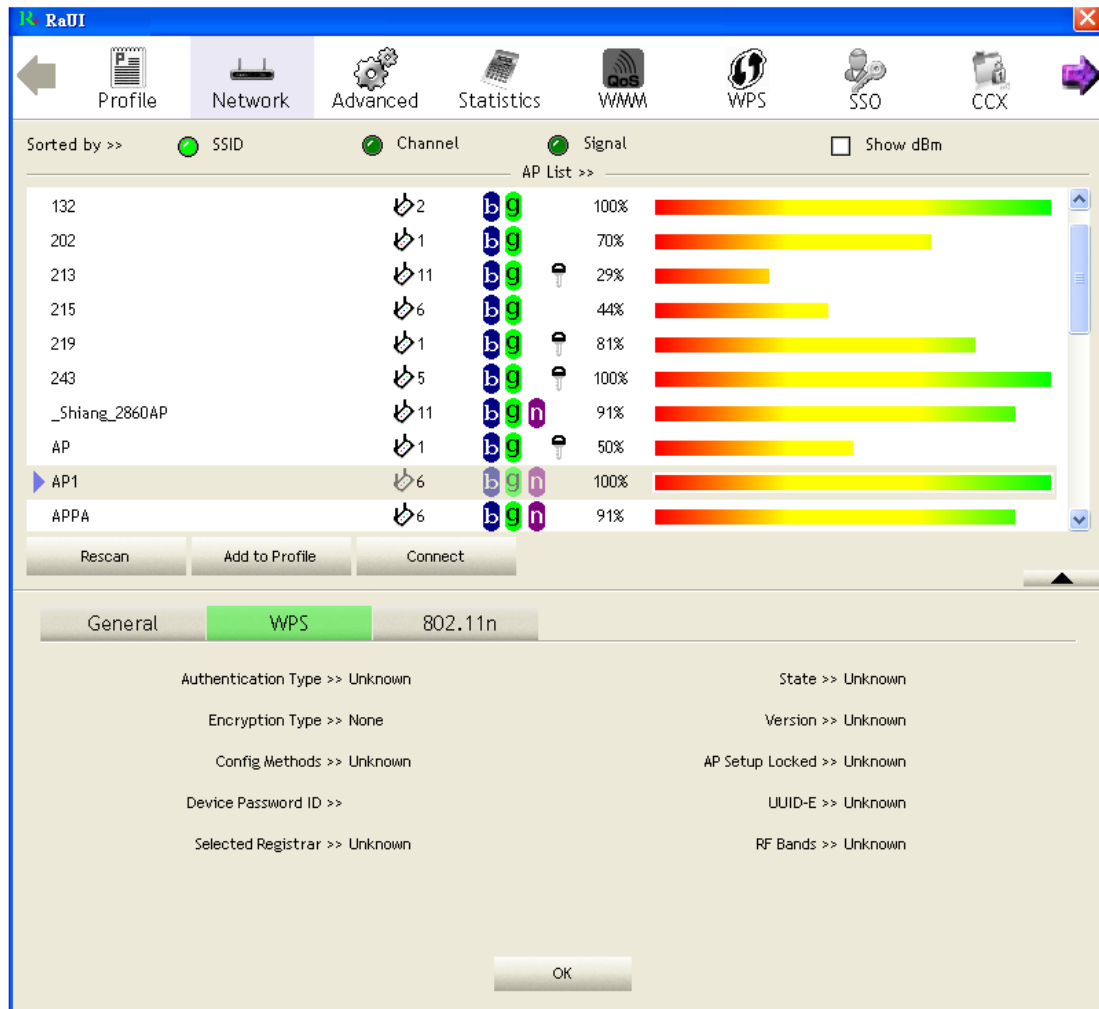 R RaUI
Profile Network Advanced Statistics QoS WMM WPS SSO CCX
Sorted by >> SSID Channel Signal Show dBm
AP List >>
132 2 b g 100%
202 1 b g 70%
213 11 b g 29%
215 6 b g 44%
219 1 b g 81%
243 5 b g 100%
_Shiang_2860AP 11 b g n 91%
AP 1 b g 50%
AP1 6 b g n 100%
APPA 6 b g n 91%
Rescan Add to Profile Connect
General WPS 802.11n
Authentication Type >> Unknown State >> Unknown
Encryption Type >> None Version >> Unknown
Config Methods >> Unknown AP Setup Locked >> Unknown
Device Password ID >> UUID-E >> Unknown
Selected Registrar >> Unknown RF Bands >> Unknown
OK